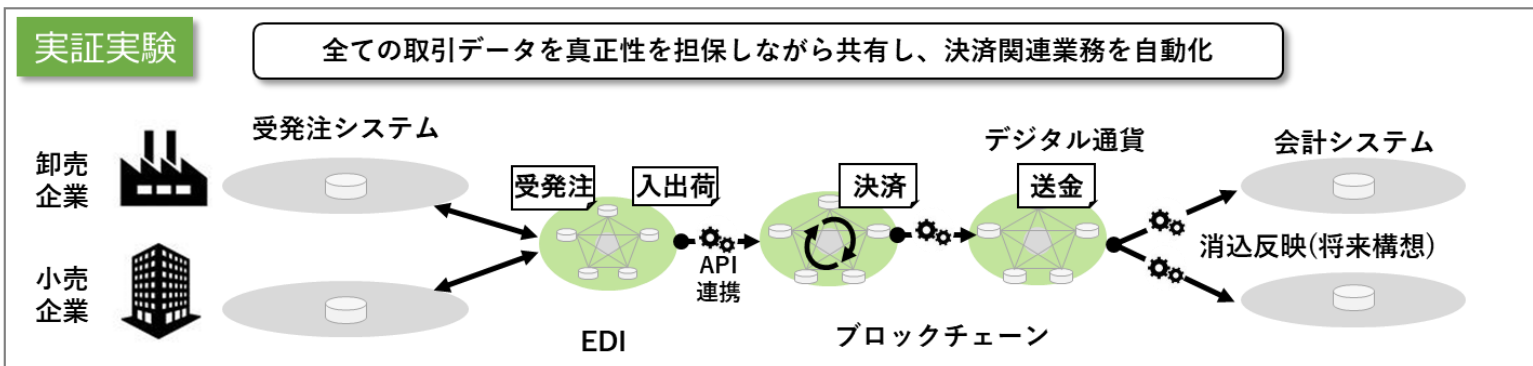 実証実験
全ての取引データを真正性を担保しながら共有し、決済関連業務を自動化
受発注システム
デジタル通貨
会計システム
卸売
企業
受発注
入出荷
決済
送金
消込反映(将来構想)
API
連携
小売
企業
EDI
ブロックチェーン